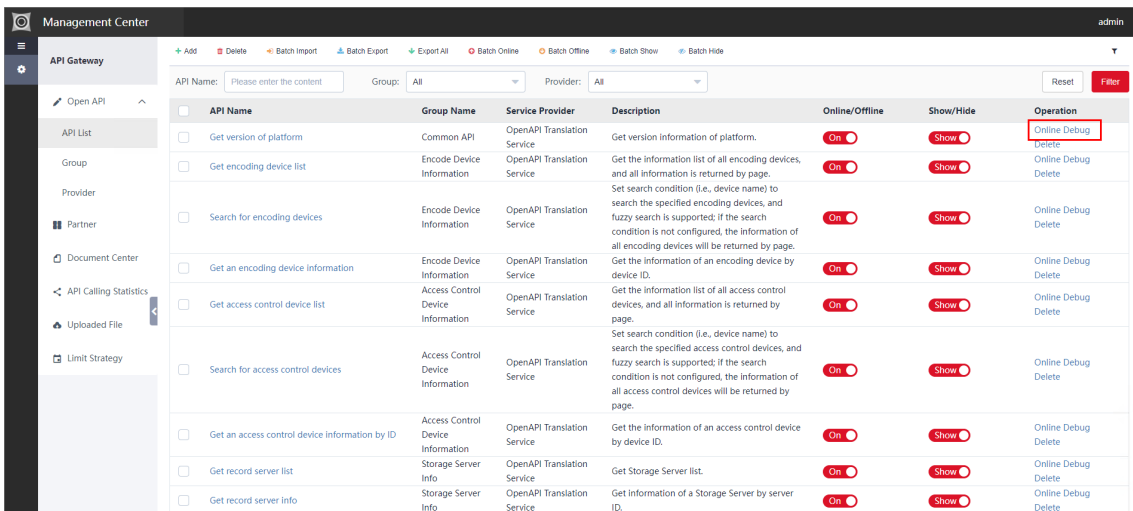 Management Center
admin
API Gateway
Open API
API List
Group
Provider
Partner
Document Center
API Calling Statistics
Uploaded File
Limit Strategy
Add Delete Batch Import Batch Export Export All Batch Online Batch Offline Batch Show Batch Hide
API Name: Please enter the content Group: All Provider: All Reset Filter
API Name Group Name Service Provider Description Online/Offline Show/Hide Operation
Get version of platform
Common API
OpenAPI Translation
Service
Get version information of platform.
On
Show
Online Debug
Delete
Get encoding device list
Encode Device
Information
OpenAPI Translation
Service
Get the information list of all encoding devices,
and all information is returned by page.
On
Show
Online Debug
Delete
Search for encoding devices
Encode Device
Information
OpenAPI Translation
Service
Set search condition (i.e., device name) to
search the specified encoding devices, and
fuzzy search is supported; if the search
condition is not configured, the information of
all encoding devices will be returned by page.
On
Show
Online Debug
Delete
Get an encoding device information
Encode Device
Information
OpenAPI Translation
Service
Get the information of an encoding device by
device ID.
On
Show
Online Debug
Delete
Get access control device list
Access Control
Device
Information
OpenAPI Translation
Service
Get the information list of all access control
devices, and all information is returned by
page.
On
Show
Online Debug
Delete
Search for access control devices
Access Control
Device
Information
OpenAPI Translation
Service
Set search condition (i.e., device name) to
search the specified access control devices, and
fuzzy search is supported; if the search
condition is not configured, the information of
all access control devices will be returned by
page.
On
Show
Online Debug
Delete
Get an access control device information by ID
Access Control
Device
Information
OpenAPI Translation
Service
Get the information of an access control device
by device ID.
On
Show
Online Debug
Delete
Get record server list
Storage Server
Info
OpenAPI Translation
Service
Get Storage Server list.
On
Show
Online Debug
Delete
Get record server info
Storage Server
Info
OpenAPI Translation
Service
Get information of a Storage Server by server
ID.
On
Show
Online Debug
Delete